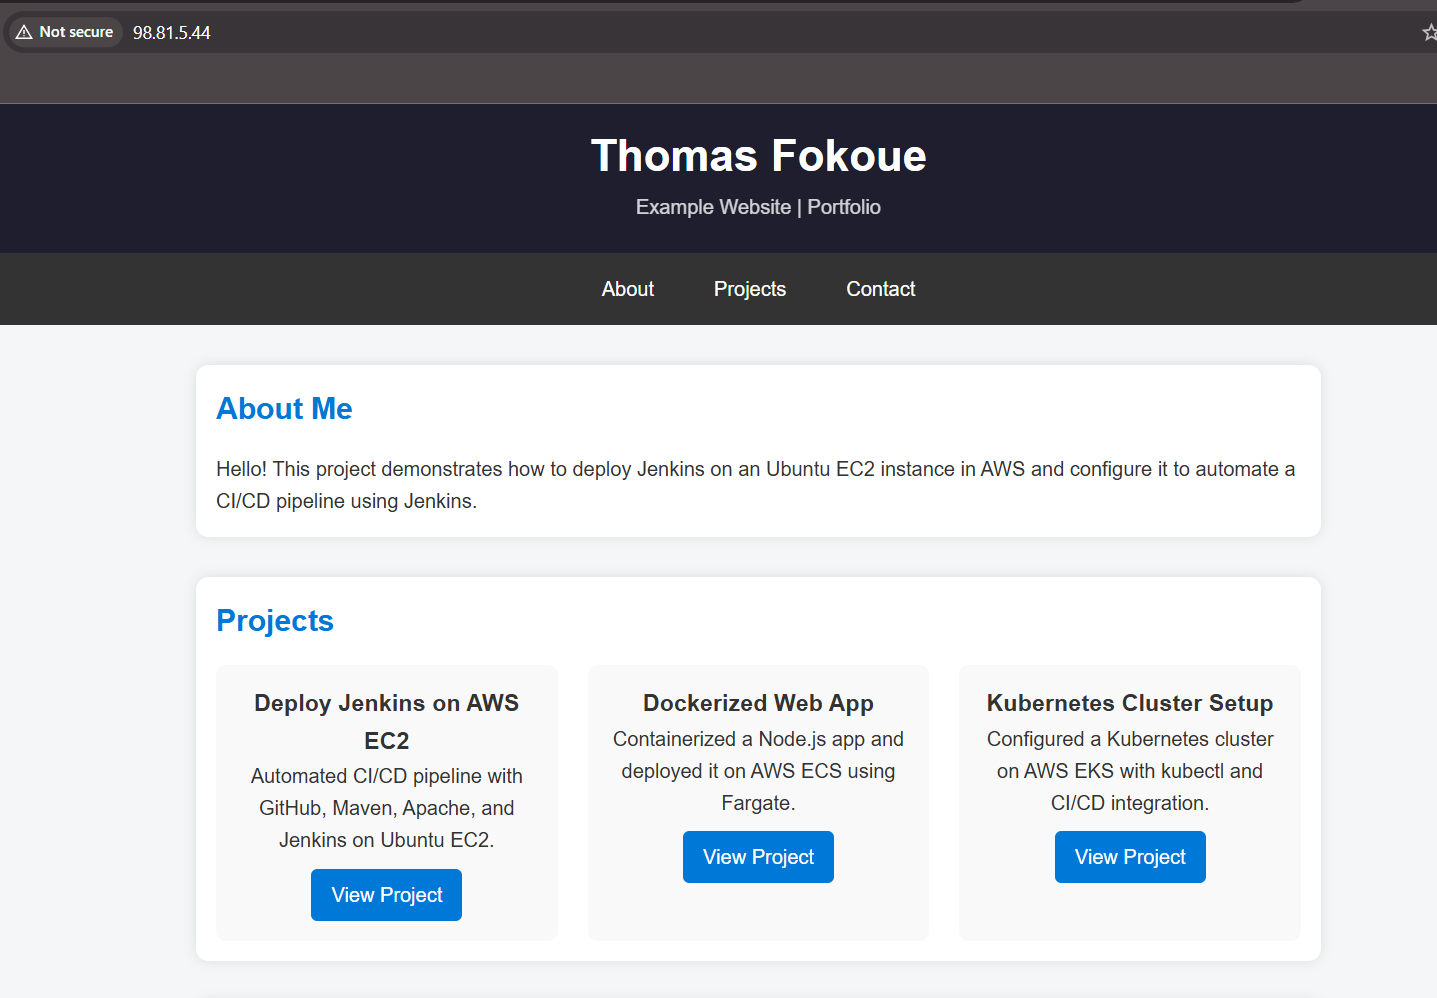 Not secure 98.81.5.44
Thomas Fokoue
Example Website | Portfolio
About Projects Contact
About Me
Hello! This project demonstrates how to deploy Jenkins on an Ubuntu EC2 instance in AWS and configure it to automate a
CI/CD pipeline using Jenkins.
Projects
Deploy Jenkins on AWS
EC2
Automated CI/CD pipeline with
GitHub, Maven, Apache, and
Jenkins on Ubuntu EC2.
View Project
Dockerized Web App
Containerized a Node.js app and
deployed it on AWS ECS using
Fargate.
View Project
Kubernetes Cluster Setup
Configured a Kubernetes cluster
on AWS EKS with kubectl and
CI/CD integration.
View Project